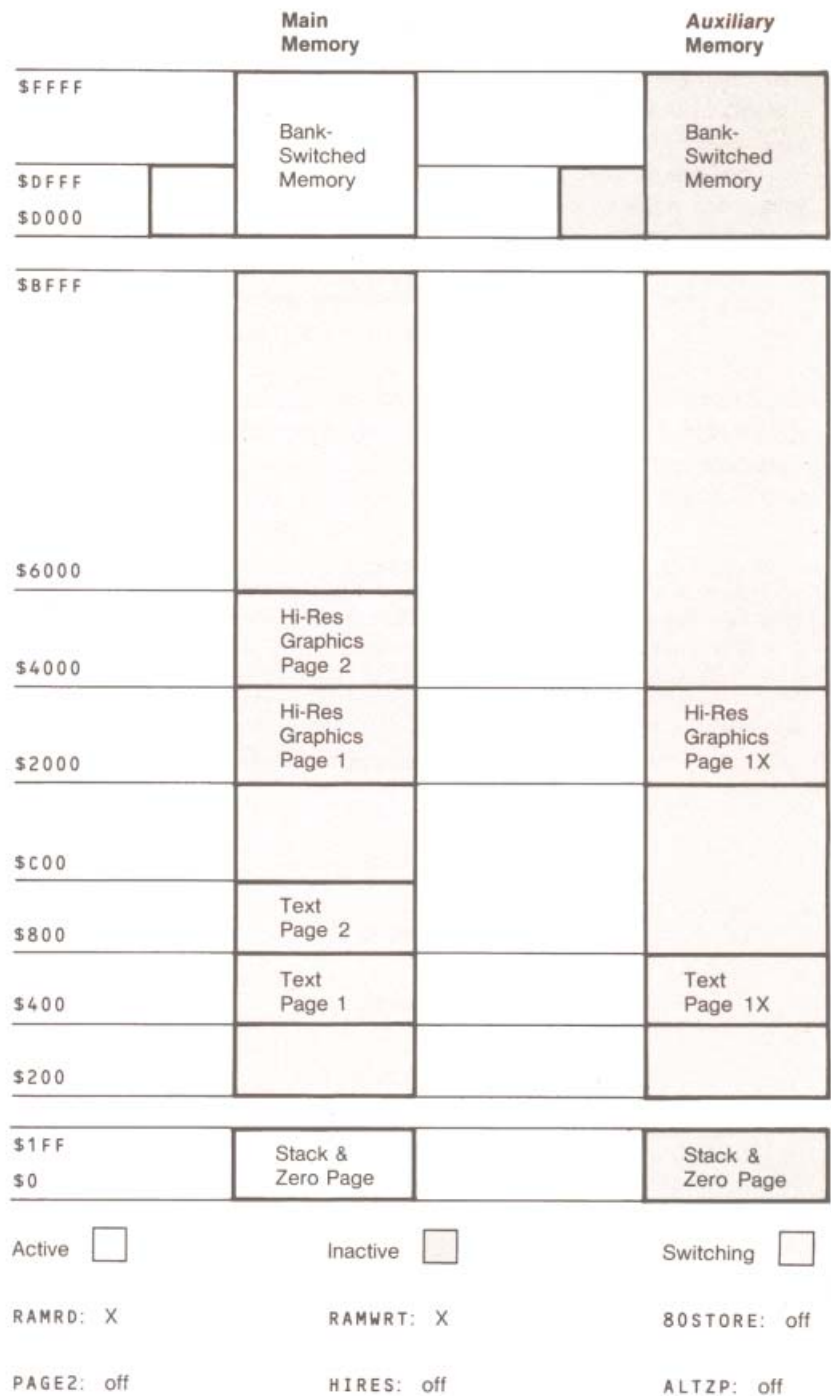 Main Auxiliary
Memory Memory
$FFFF
Bank- Bank-
Switched Switched
$DFFF Memory Memory
$D000
$BFFF
$6000
Hi-Res
Graphics
$4000 Page 2
Hi-Res Hi-Res
Graphics Graphics
$2000 Page 1 Page 1X
$C00
Text
$800 Page 2
Text Text
$400 Page 1 Page 1X
$200
$1FF Stack & Stack &
$0 Zero Page Zero Page
Active Inactive Switching
RAMRD: X RAMWRT: X 80STORE: off
PAGE2: off HIRES: off ALTZP: off